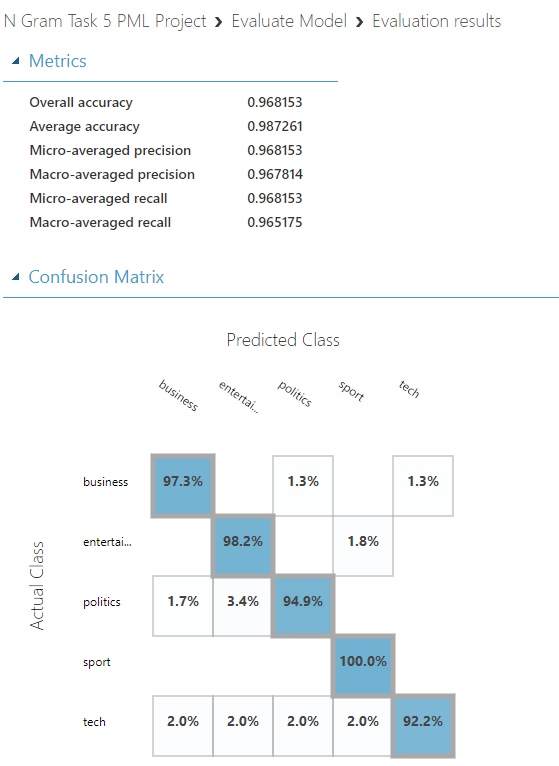 N Gram Task 5 PML Project › Evaluate Model › Evaluation results
Metrics
Overall accuracy 0.968153
Average accuracy 0.987261
Micro-averaged precision 0.968153
Macro-averaged precision 0.967814
Micro-averaged recall 0.968153
Macro-averaged recall 0.965175
Confusion Matrix
Predicted Class
business entertai... politics sport tech
Actual Class
business 97.3% 1.3% 1.3%
entertai... 98.2% 1.8%
politics 1.7% 3.4% 94.9%
sport 100.0%
tech 2.0% 2.0% 2.0% 2.0% 92.2%